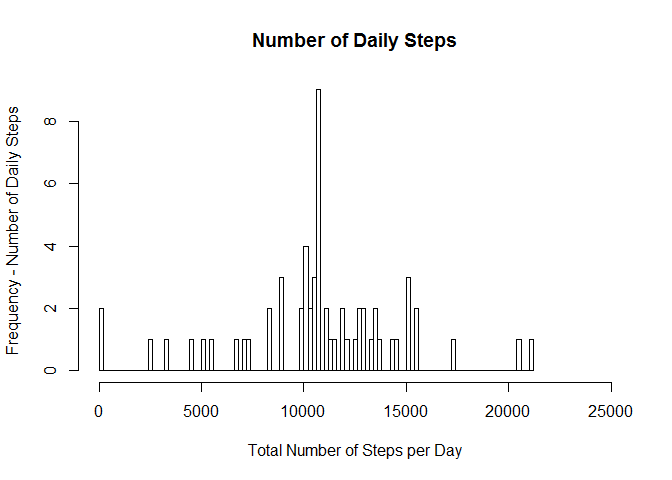 Number of Daily Steps
Frequency - Number of Daily Steps
8
6
4
2
0
0 5000 10000 15000 20000 25000
Total Number of Steps per Day